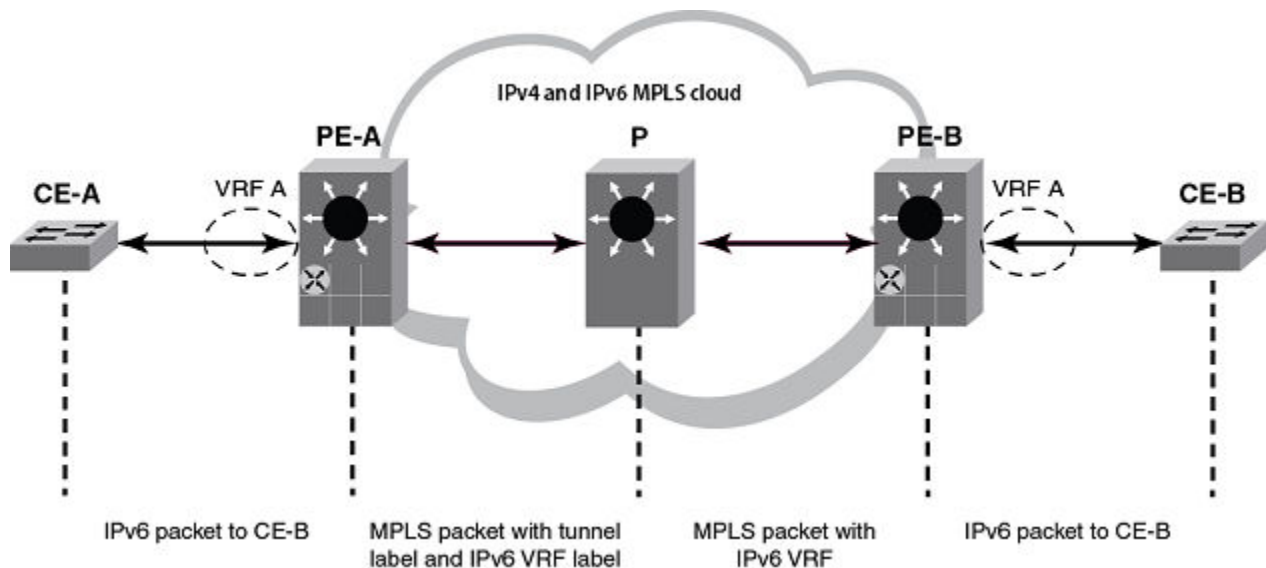 IPv4 and IPv6 MPLS cloud
PE-A
P
PE-B
CE-A
VRF A
VRF A
CE-B
IPv6 packet to CE-B
MPLS packet with tunnel
label and IPv6 VRF label
MPLS packet with
IPv6 VRF
IPv6 packet to CE-B